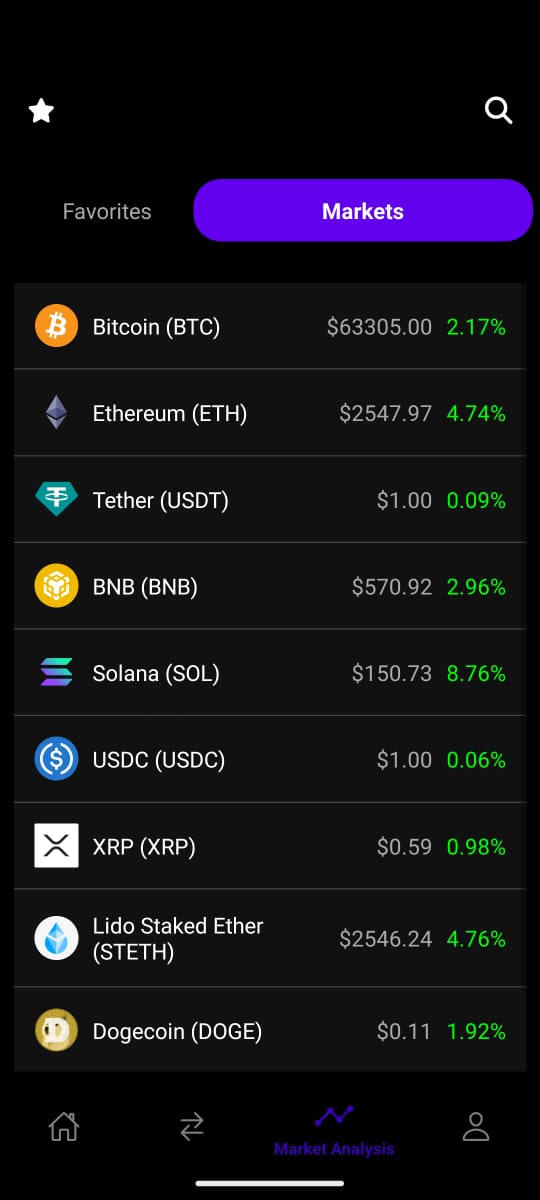 Favorites
Markets
Bitcoin (BTC) $63305.00 2.17%
Ethereum (ETH) $2547.97 4.74%
Tether (USDT) $1.00 0.09%
BNB (BNB) $570.92 2.96%
Solana (SOL) $150.73 8.76%
USDC (USDC) $1.00 0.06%
XRP (XRP) $0.59 0.98%
Lido Staked Ether
(STETH) $2546.24 4.76%
Dogecoin (DOGE) $0.11 1.92%
Market Analysis